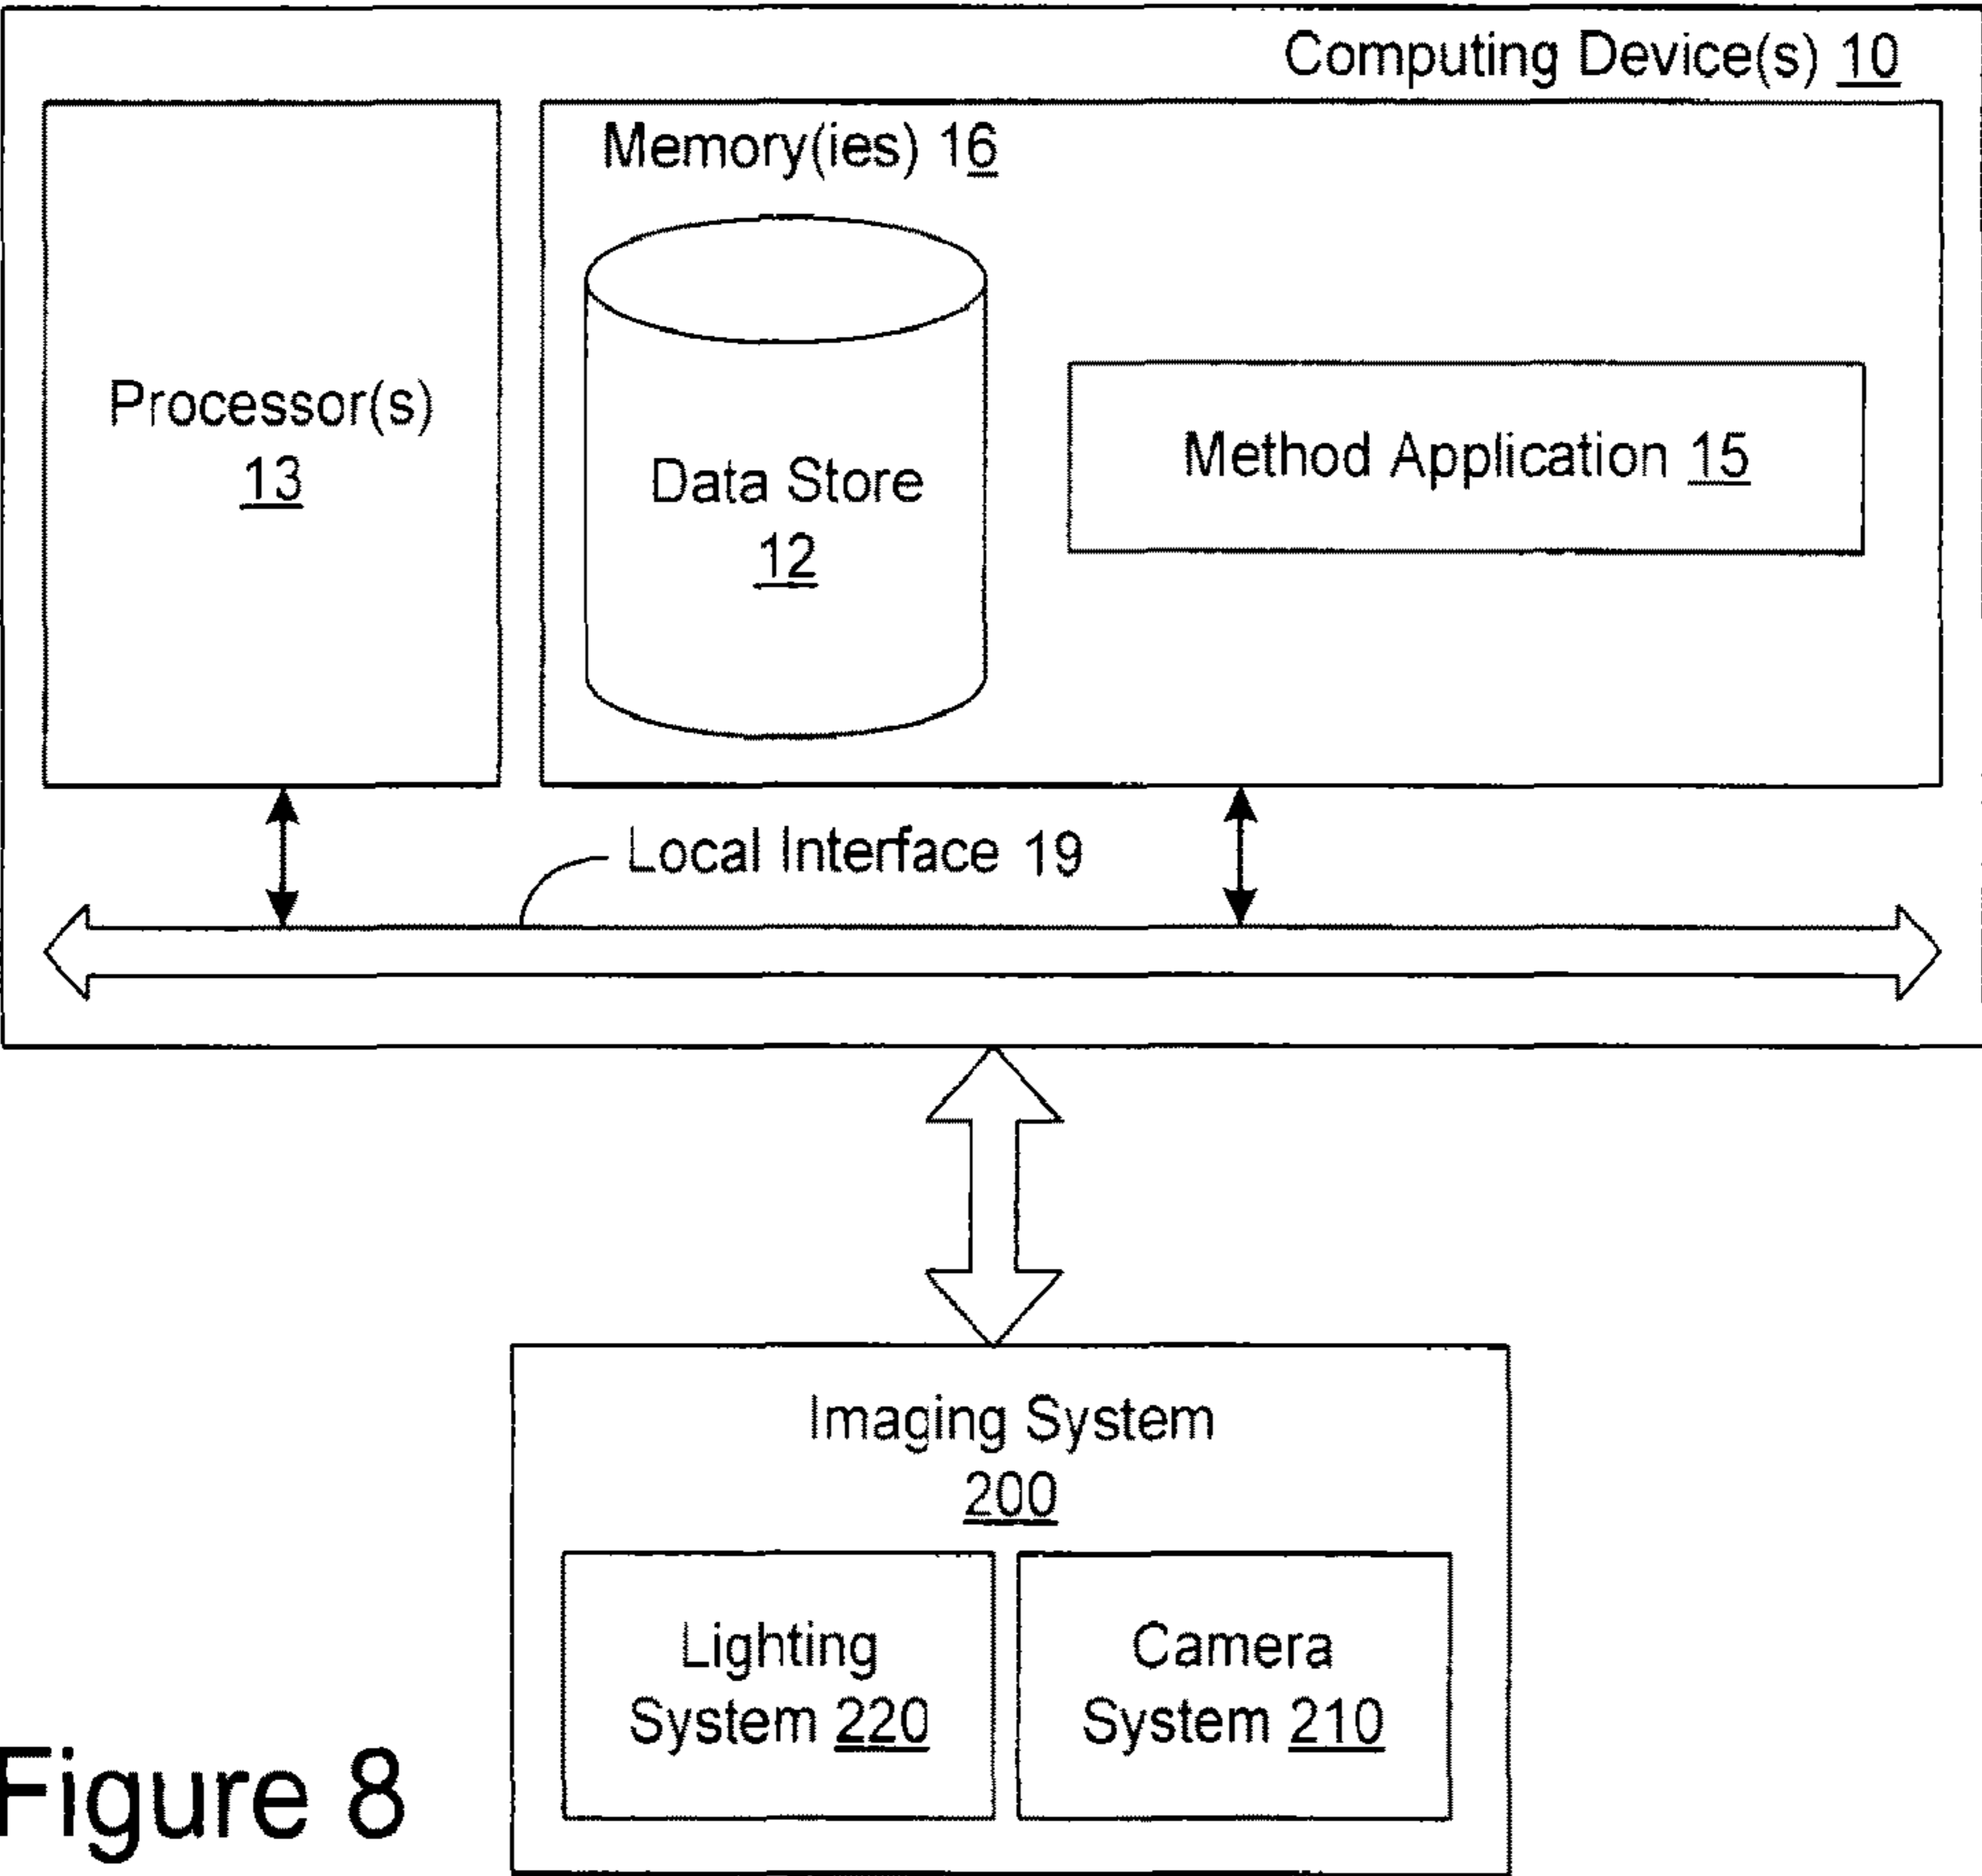 Computing Device(s) 10
Memory(ies) 16
Processor(s)
13
Data Store
12
Method Application 15
Local Interface 19
Imaging System
200
Lighting
System 220
Camera
System 210
Figure 8